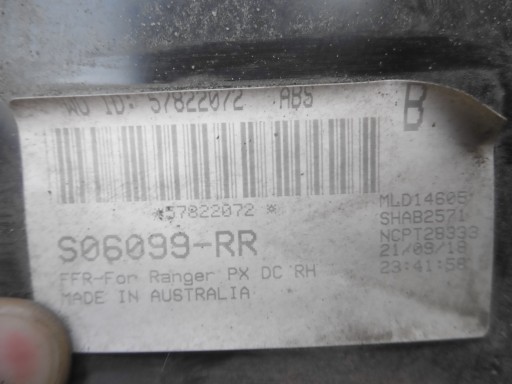 WO ID: 57822072 ABS B
*57822072 *
MLD14605
SHAB2571
S06099-RR
NCPT28333
21/09/18
FFR-For Ranger PX DC RH
23:41:58
MADE IN AUSTRALIA